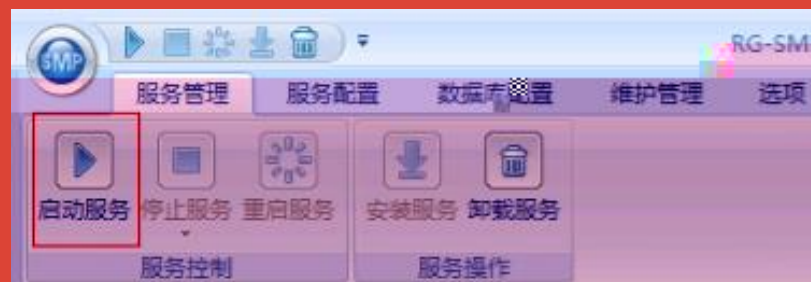 SMP
RG-SM
服务管理 服务配置 数据库配置 维护管理 选项
启动服务 停止服务 重启服务 安装服务 卸载服务
服务控制 服务操作